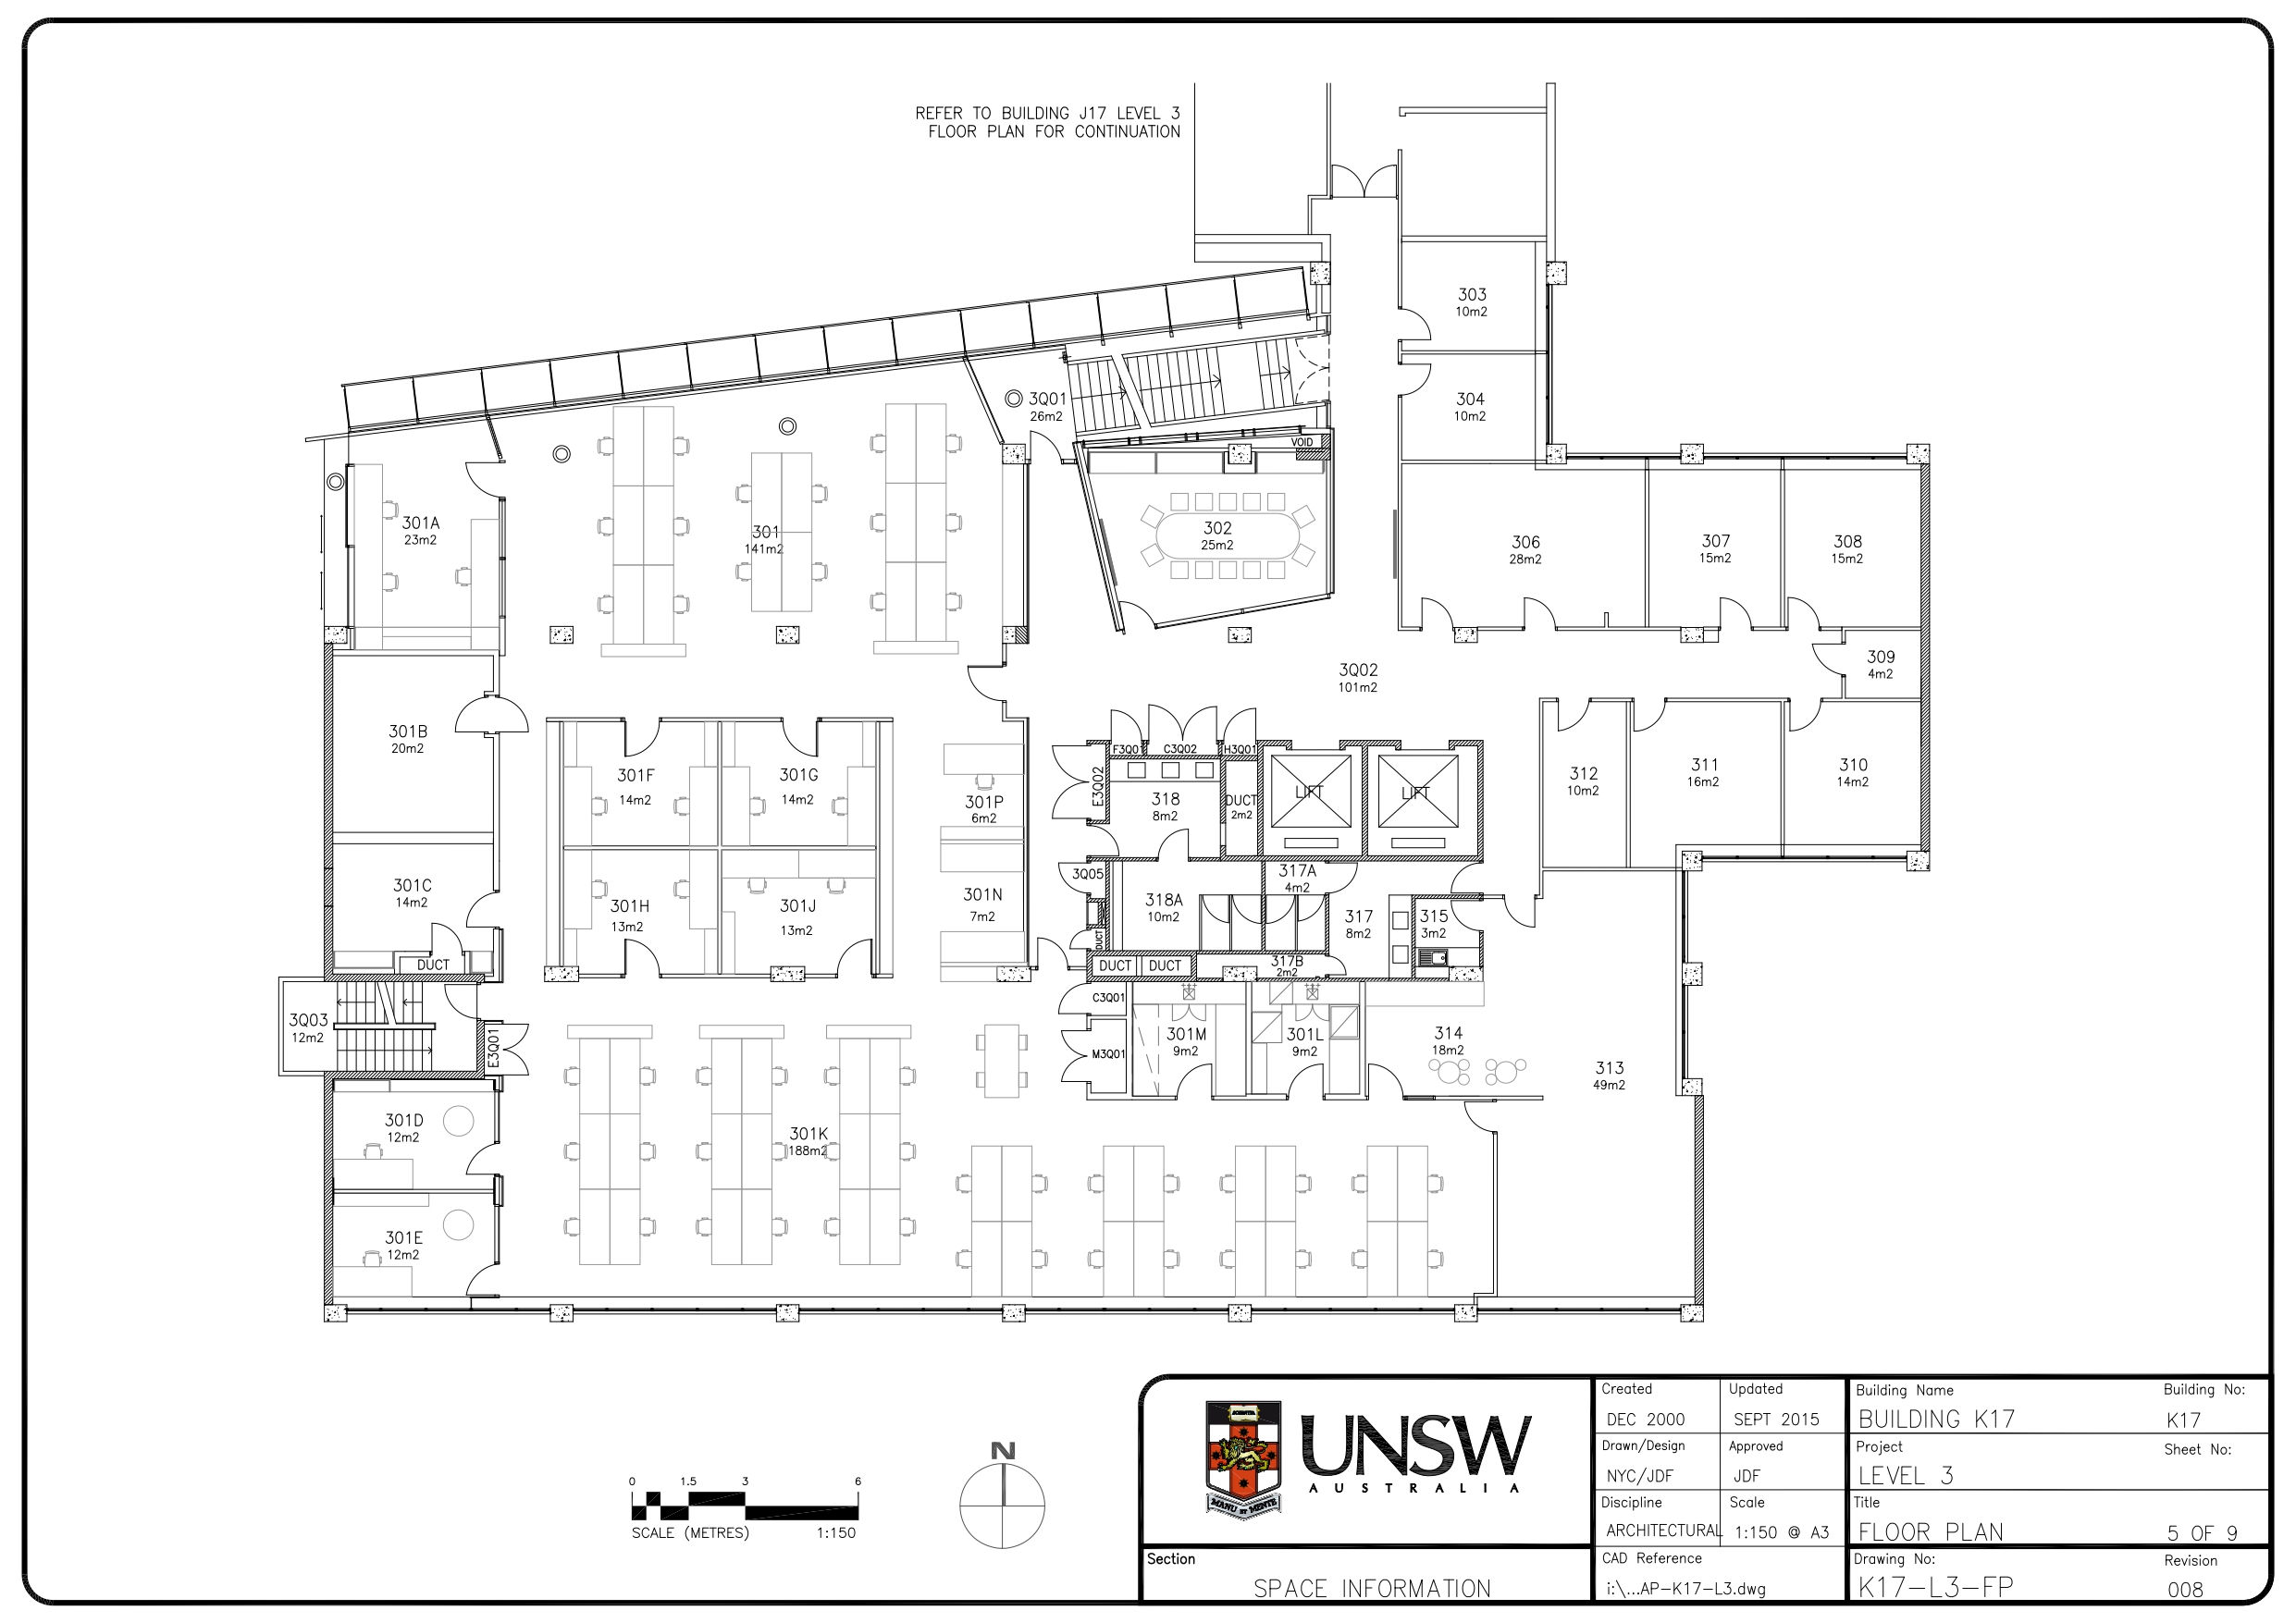 REFER TO BUILDING J17 LEVEL 3
FLOOR PLAN FOR CONTINUATION
303
10m2
304
10m2
3Q01
26m2
VOID
301A
23m2
301
141m2
302
25m2
306
28m2
307
15m2
308
15m2
309
4m2
3Q02
101m2
301B
20m2
301F
14m2
301G
14m2
301P
6m2
F3Q01
C3Q02
H3Q01
E3Q02
318
8m2
DUCT
2m2
LIFT
LIFT
312
10m2
311
16m2
310
14m2
301C
14m2
DUCT
301H
13m2
301J
13m2
301N
7m2
3Q05
DUCT
318A
10m2
317A
4m2
317
8m2
315
3m2
DUCT
DUCT
317B
2m2
3Q03
12m2
E3Q01
C3Q01
M3Q01
301M
9m2
301L
9m2
314
18m2
313
49m2
301D
12m2
301K
188m2
301E
12m2
0 1.5 3 6
SCALE (METRES) 1:150
N
SCIENTIA
MANU ET MENTE
UNSW
AUSTRALIA
Section
SPACE INFORMATION
Created
DEC 2000
Updated
SEPT 2015
Drawn/Design
NYC/JDF
Approved
JDF
Discipline
ARCHITECTURAL
Scale
1:150 @ A3
CAD Reference
i:\...AP-K17-L3.dwg
Building Name
BUILDING K17
Building No:
K17
Project
LEVEL 3
Sheet No:
Title
FLOOR PLAN
5 OF 9
Drawing No:
K17-L3-FP
Revision
008